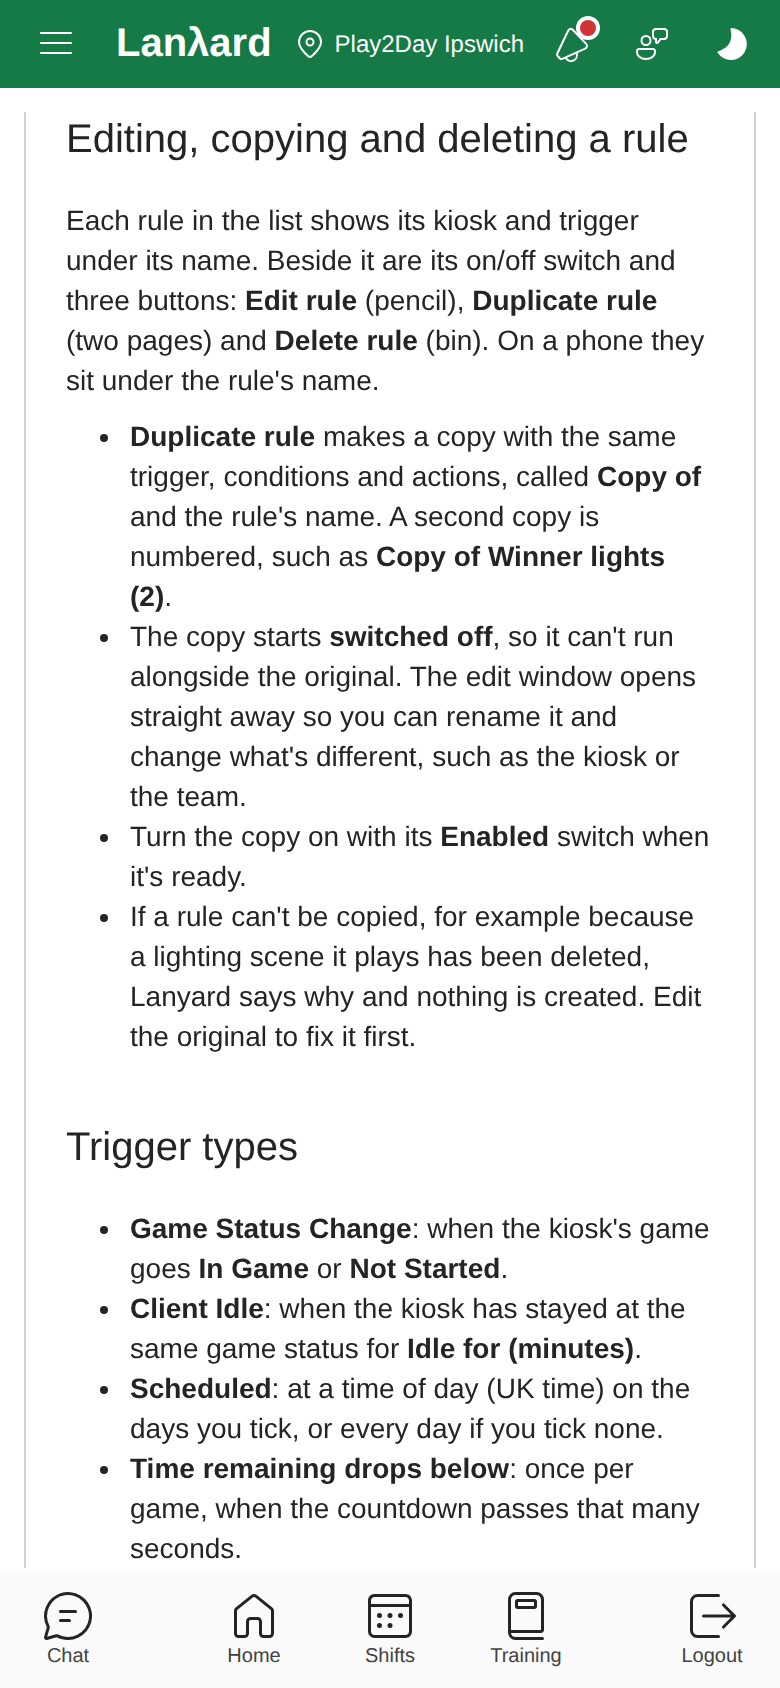 Lanλard
Play2Day Ipswich
Editing, copying and deleting a rule
Each rule in the list shows its kiosk and trigger
under its name. Beside it are its on/off switch and
three buttons: Edit rule (pencil), Duplicate rule
(two pages) and Delete rule (bin). On a phone they
sit under the rule's name.
• Duplicate rule makes a copy with the same
trigger, conditions and actions, called Copy of
and the rule's name. A second copy is
numbered, such as Copy of Winner lights
(2).
• The copy starts switched off, so it can't run
alongside the original. The edit window opens
straight away so you can rename it and
change what's different, such as the kiosk or
the team.
• Turn the copy on with its Enabled switch when
it's ready.
• If a rule can't be copied, for example because
a lighting scene it plays has been deleted,
Lanyard says why and nothing is created. Edit
the original to fix it first.
Trigger types
• Game Status Change: when the kiosk's game
goes In Game or Not Started.
• Client Idle: when the kiosk has stayed at the
same game status for Idle for (minutes).
• Scheduled: at a time of day (UK time) on the
days you tick, or every day if you tick none.
• Time remaining drops below: once per
game, when the countdown passes that many
seconds.
Chat
Home
Shifts
Training
Logout